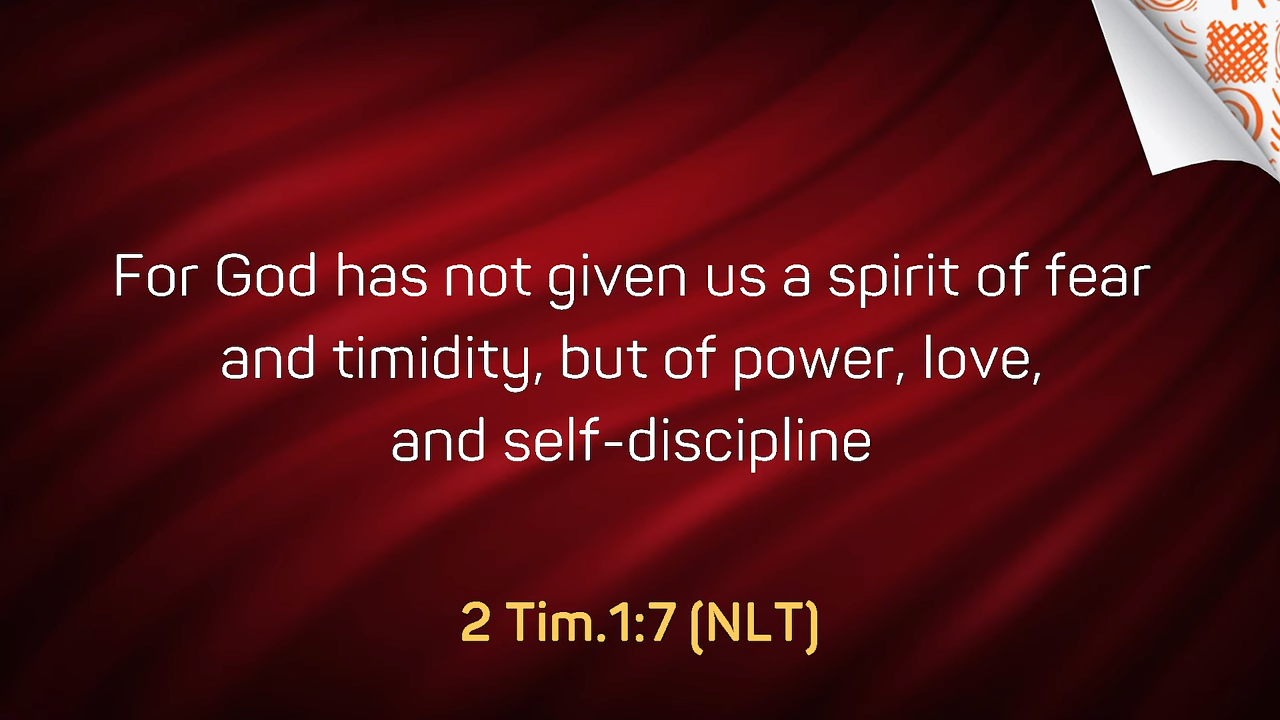 For God has not given us a spirit of fear
and timidity, but of power, love,
and self-discipline
2 Tim.1:7 (NLT)